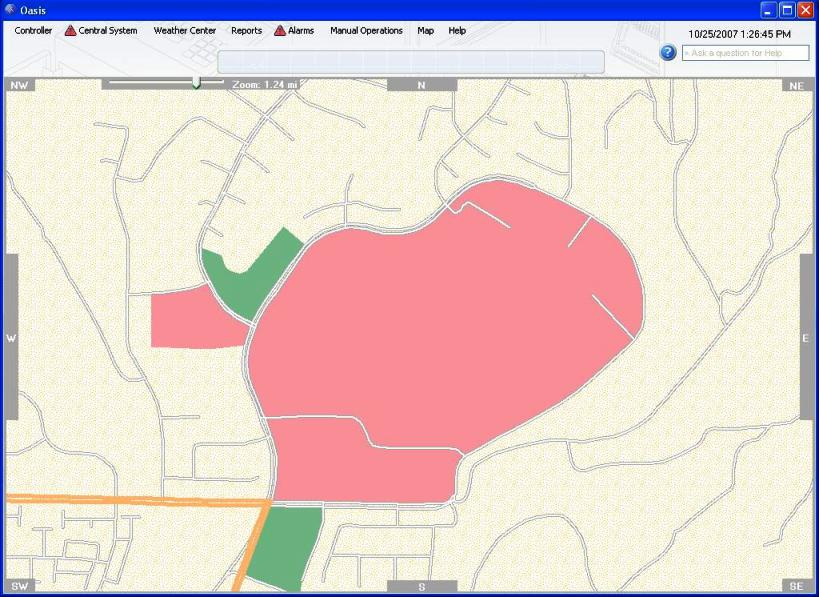 Oasis
Controller Central System Weather Center Reports Alarms Manual Operations Map Help
10/25/2007 1:26:45 PM
? » Ask a question for Help
NW Zoom: 1.24 mi N NE
W E
SW S SE